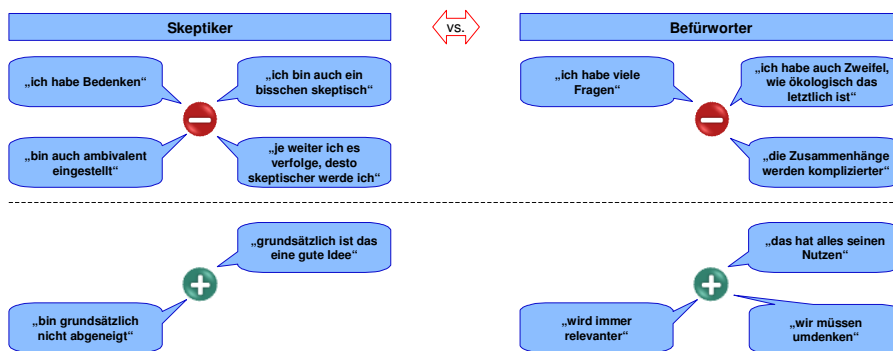 Skeptiker
vs.
Befürworter
„ich habe Bedenken“
„ich bin auch ein
bisschen skeptisch“
„bin auch ambivalent
eingestellt“
„je weiter ich es
verfolge, desto
skeptischer werde ich“
„ich habe viele
Fragen“
„ich habe auch Zweifel,
wie ökologisch das
letztlich ist“
„die Zusammenhänge
werden komplizierter“
„grundsätzlich ist das
eine gute Idee“
„bin grundsätzlich
nicht abgeneigt“
„das hat alles seinen
Nutzen“
„wird immer
relevanter“
„wir müssen
umdenken“